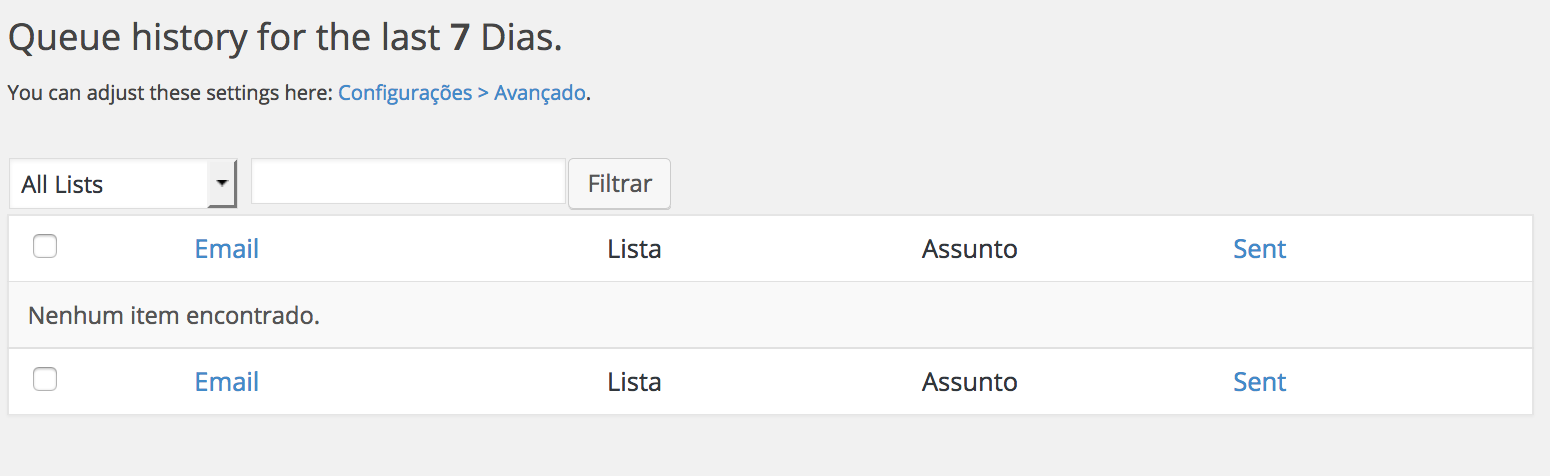 Queue history for the last 7 Dias.
You can adjust these settings here: Configurações > Avançado.
All Lists Filtrar
Email Lista Assunto Sent
Nenhum item encontrado.
Email Lista Assunto Sent